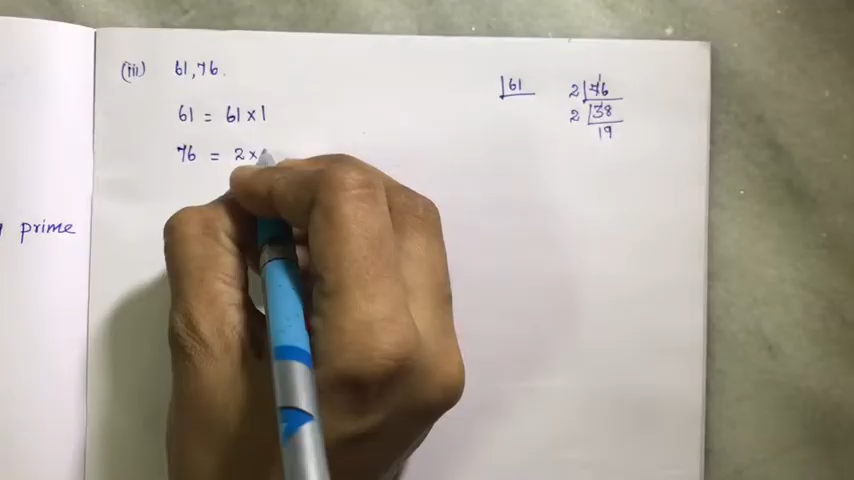 (iii) 61,76.
61 = 61 × 1
76 = 2 ×
prime
61
2 76
2 38
19